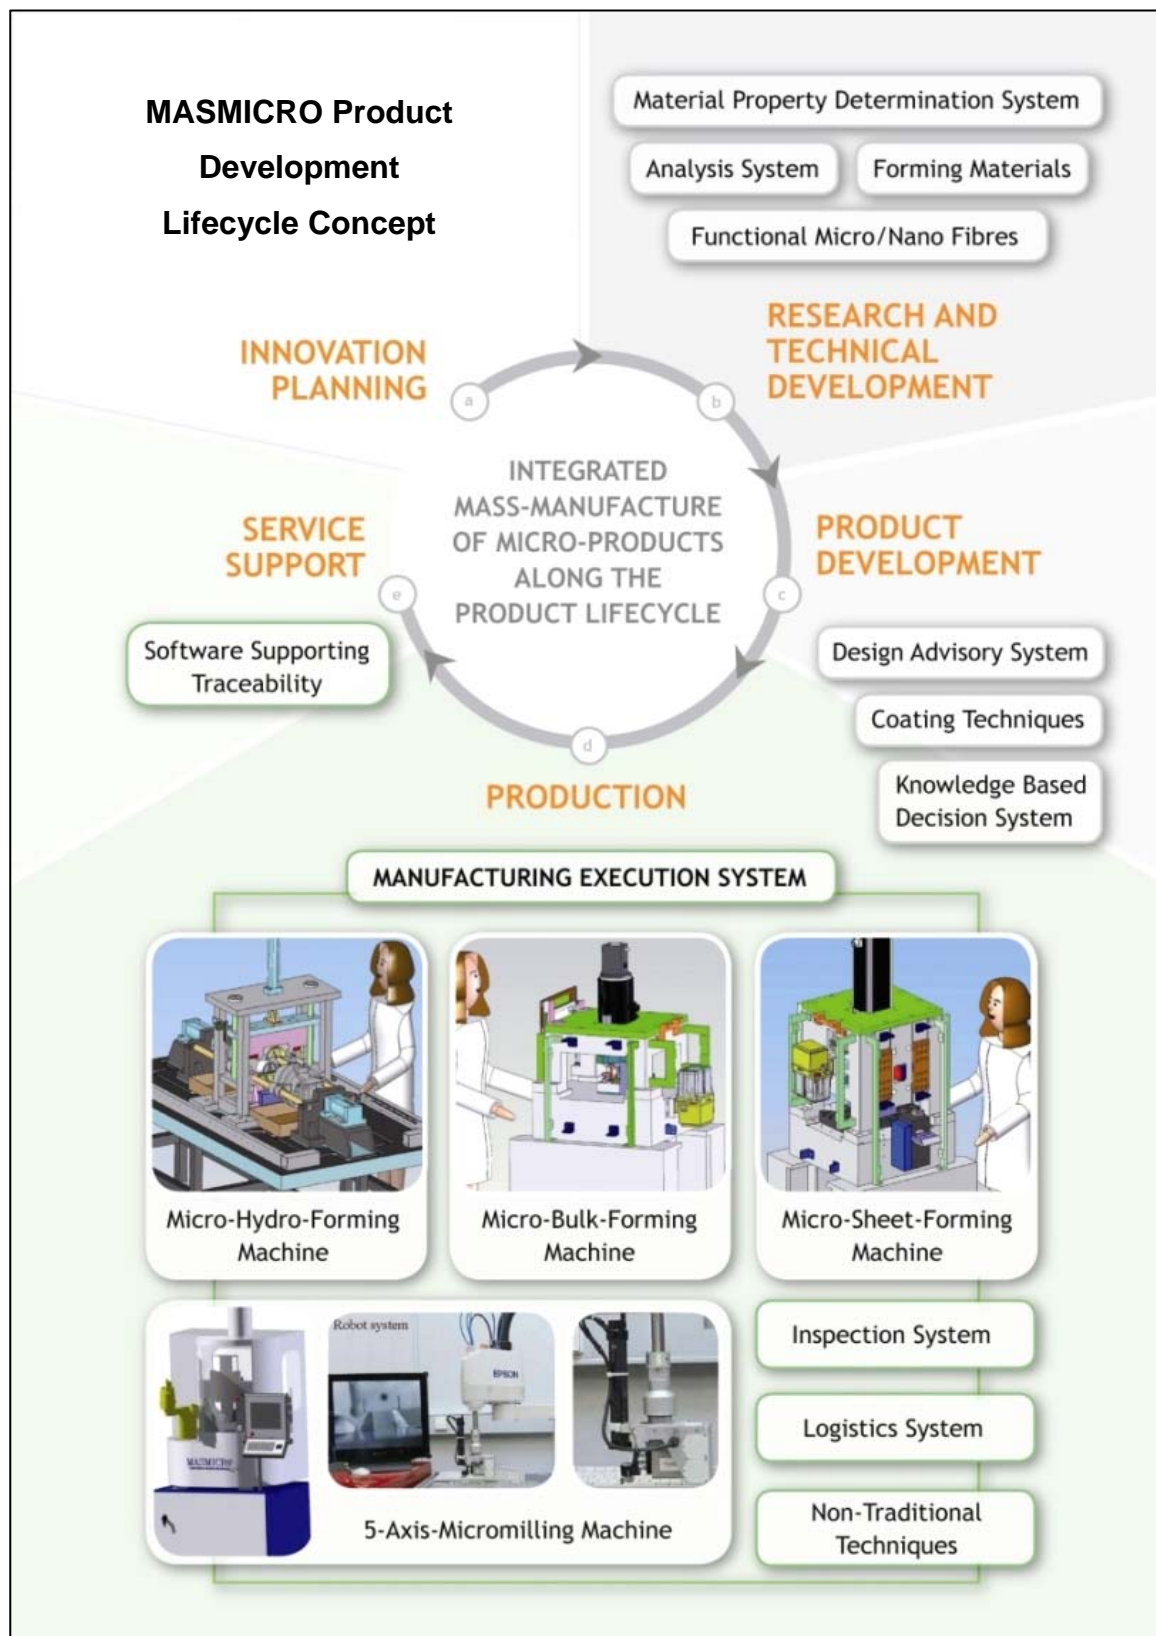 MASMICRO Product
Development
Lifecycle Concept
Material Property Determination System
Analysis System
Forming Materials
Functional Micro/Nano Fibres
INNOVATION
PLANNING
RESEARCH AND
TECHNICAL
DEVELOPMENT
a
b
INTEGRATED
MASS-MANUFACTURE
OF MICRO-PRODUCTS
ALONG THE
PRODUCT LIFECYCLE
SERVICE
SUPPORT
PRODUCT
DEVELOPMENT
e
c
Software Supporting
Traceability
Design Advisory System
Coating Techniques
Knowledge Based
Decision System
d
PRODUCTION
MANUFACTURING EXECUTION SYSTEM
Micro-Hydro-Forming
Machine
Micro-Bulk-Forming
Machine
Micro-Sheet-Forming
Machine
Robot system
EPSON
MASMICRO
5-Axis-Micromilling Machine
Inspection System
Logistics System
Non-Traditional
Techniques